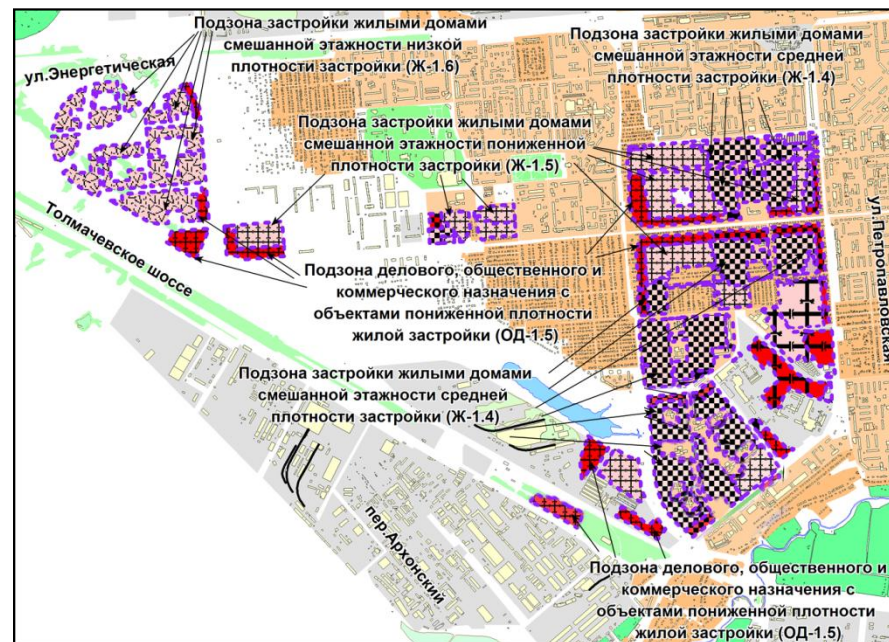 Подзона застройки жилыми домами
смешанной этажности низкой
плотности застройки (Ж-1.6)
ул.Энергетическая
Подзона застройки жилыми домами
смешанной этажности средней
плотности застройки (Ж-1.4)
Подзона застройки жилыми домами
смешанной этажности пониженной
плотности застройки (Ж-1.5)
Толмачевское шоссе
ул.Петропавловская
Подзона делового, общественного и
коммерческого назначения с
объектами пониженной плотности
жилой застройки (ОД-1.5)
Подзона застройки жилыми домами
смешанной этажности средней
плотности застройки (Ж-1.4)
пер.Архонский
Подзона делового, общественного и
коммерческого назначения с
объектами пониженной плотности
жилой застройки (ОД-1.5)